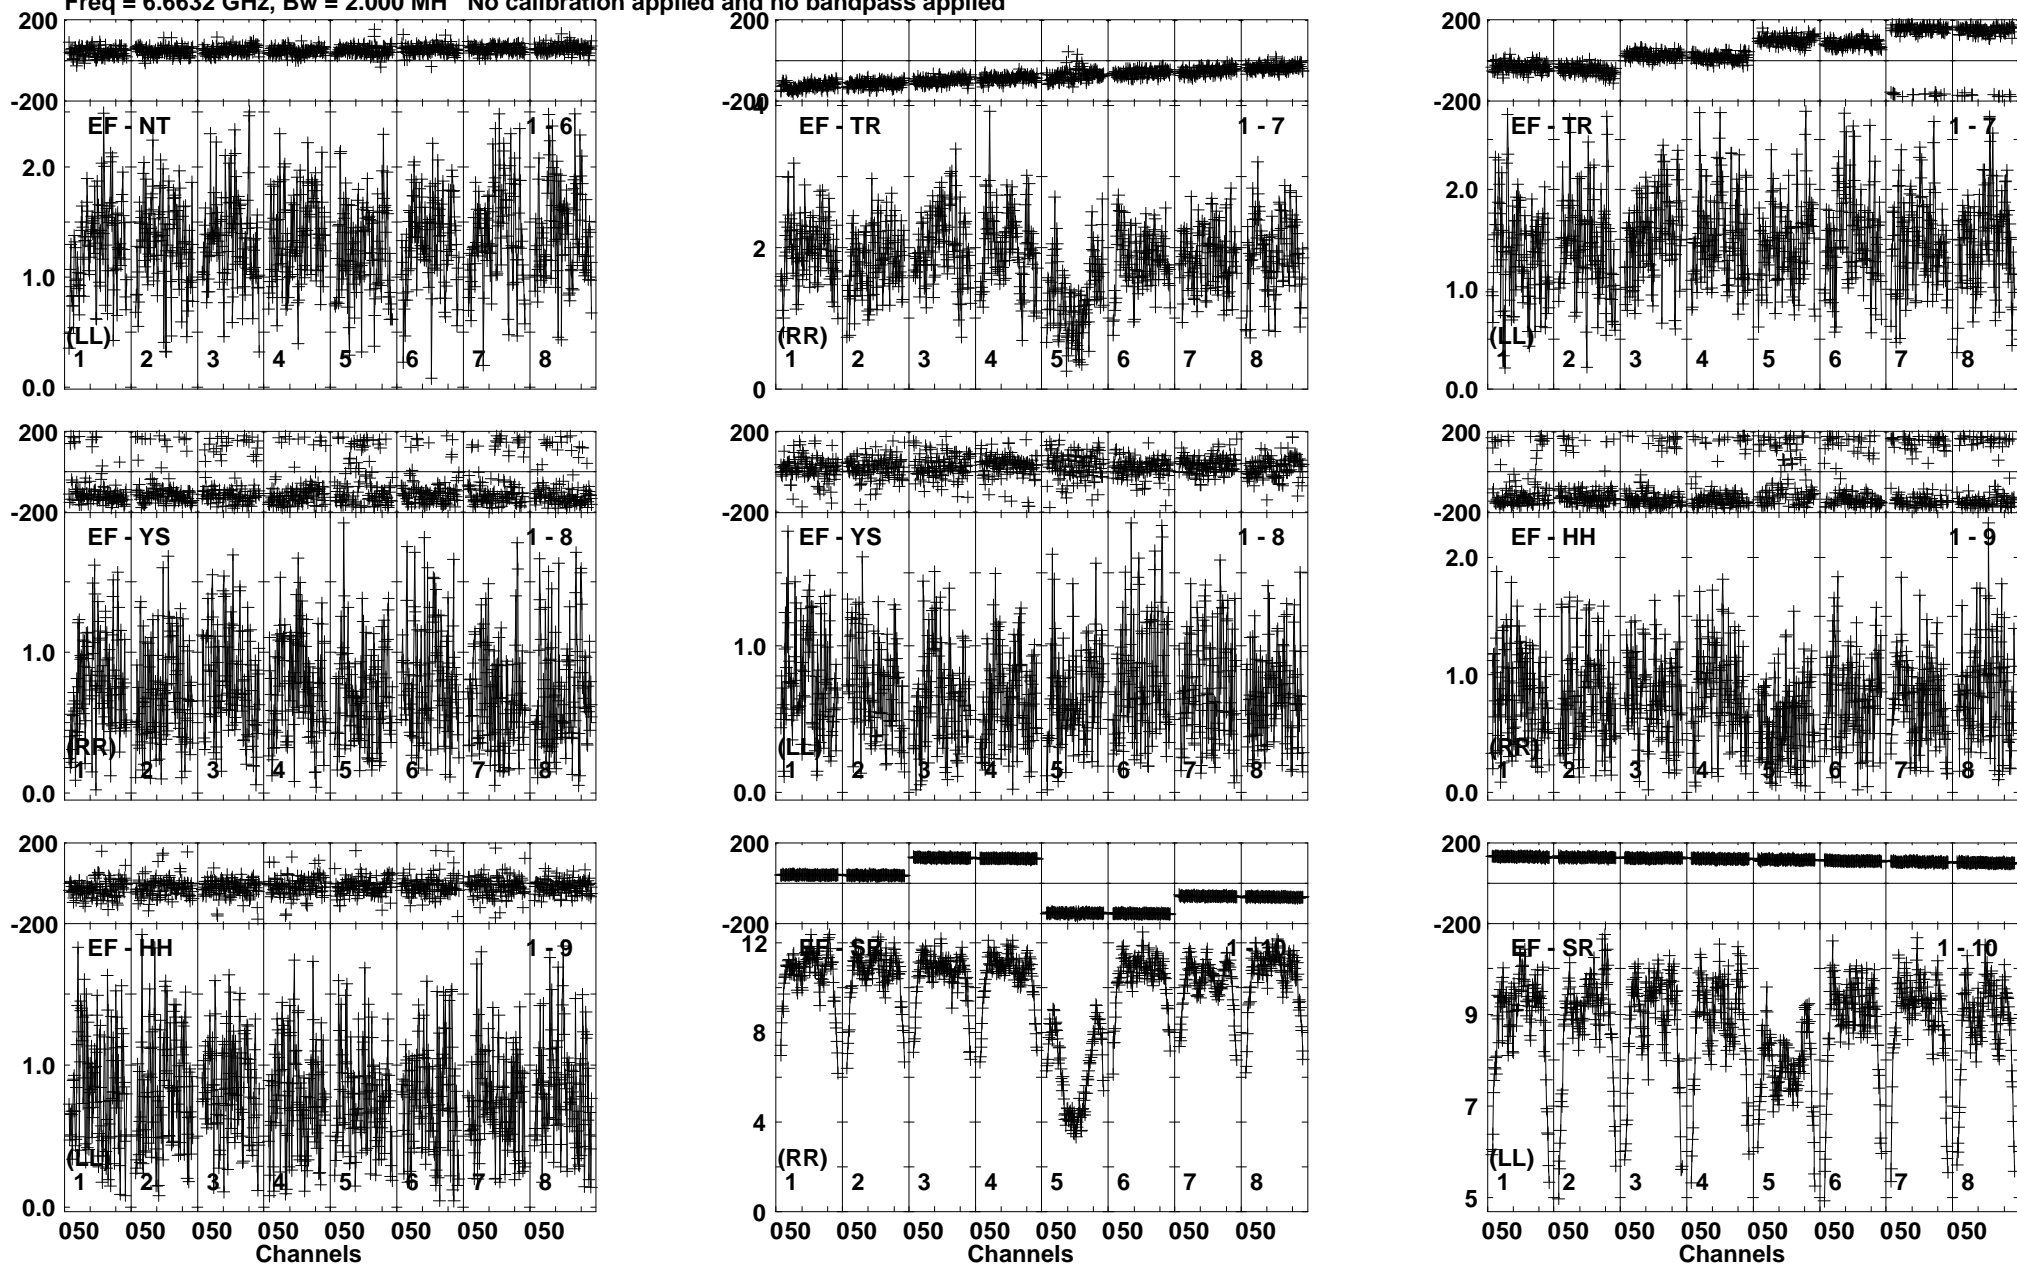 Freq = 6.6632 GHz, Bw = 2.000 MH No calibration applied and no bandpass applied
200
-200
EF - NT 1 - 6
2.0
1.0
0.0
(LL)
1 2 3 4 5 6 7 8
200
-200
4
EF - TR 1 - 7
2
0
(RR)
1 2 3 4 5 6 7 8
200
-200
EF - TR 1 - 7
2.0
1.0
0.0
(LL)
1 2 3 4 5 6 7 8
200
-200
EF - YS 1 - 8
1.0
0.0
(RR)
1 2 3 4 5 6 7 8
200
-200
EF - YS 1 - 8
1.0
0.0
(LL)
1 2 3 4 5 6 7 8
200
-200
EF - HH 1 - 9
2.0
1.0
0.0
(RR)
1 2 3 4 5 6 7 8
200
-200
EF - HH 1 - 9
1.0
0.0
(LL)
1 2 3 4 5 6 7 8
050 050 050 050 050 050 050 050
Channels
200
-200
12
EF - SR 1 - 10
8
4
0
(RR)
1 2 3 4 5 6 7 8
050 050 050 050 050 050 050 050
Channels
200
-200
EF - SR 1 - 10
9
7
5
(LL)
1 2 3 4 5 6 7 8
050 050 050 050 050 050 050 050
Channels